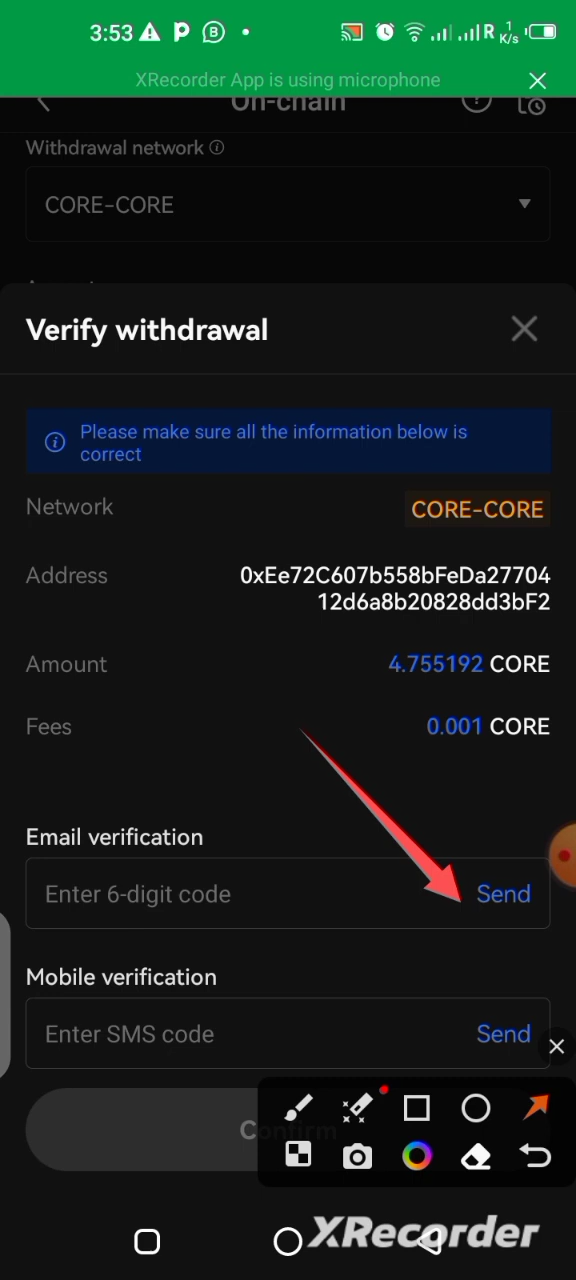 3:53
R 1 K/s
XRecorder App is using microphone
On-chain
Withdrawal network
CORE-CORE
Verify withdrawal
Please make sure all the information below is
correct
Network
CORE-CORE
Address
0xEe72C607b558bFeDa27704
12d6a8b20828dd3bF2
Amount
4.755192 CORE
Fees
0.001 CORE
Email verification
Enter 6-digit code
Send
Mobile verification
Enter SMS code
Send
Confirm
XRecorder